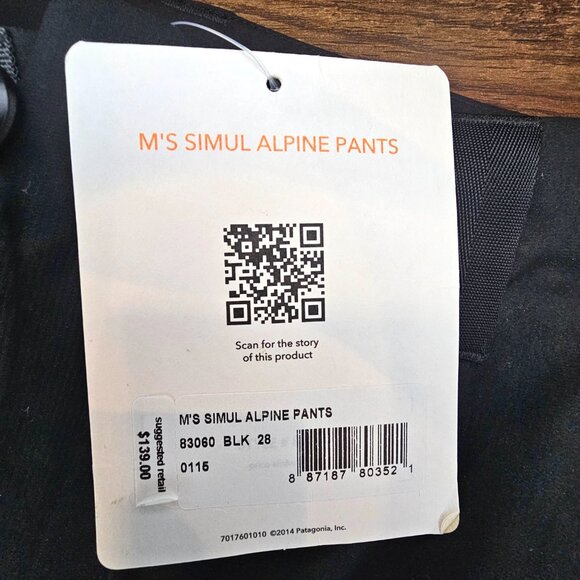 M'S SIMUL ALPINE PANTS
Scan for the story
of this product
M'S SIMUL ALPINE PANTS
83060 BLK 28
0115
8 87187 80352 1
suggested retail
$139.00
7017601010 ©2014 Patagonia, Inc.